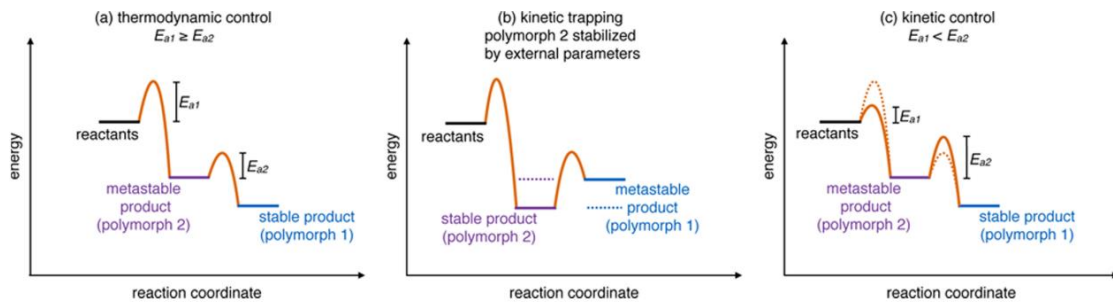 (a) thermodynamic control
Ea1 ≥ Ea2
energy
reactants
Ea1
Ea2
metastable
product
(polymorph 2)
stable product
(polymorph 1)
reaction coordinate
(b) kinetic trapping
polymorph 2 stabilized
by external parameters
energy
reactants
stable product
(polymorph 2)
metastable
product
(polymorph 1)
reaction coordinate
(c) kinetic control
Ea1 < Ea2
energy
reactants
Ea1
Ea2
metastable
product
(polymorph 2)
stable product
(polymorph 1)
reaction coordinate